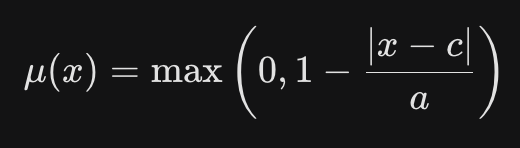 μ(x) = max(0, 1 − |x − c| / a)